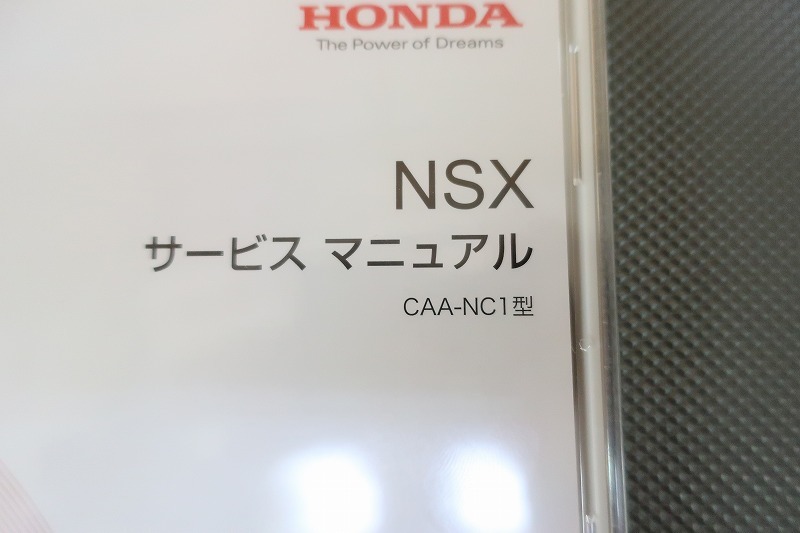 HONDA
The Power of Dreams
NSX
サービス マニュアル
CAA-NC1型